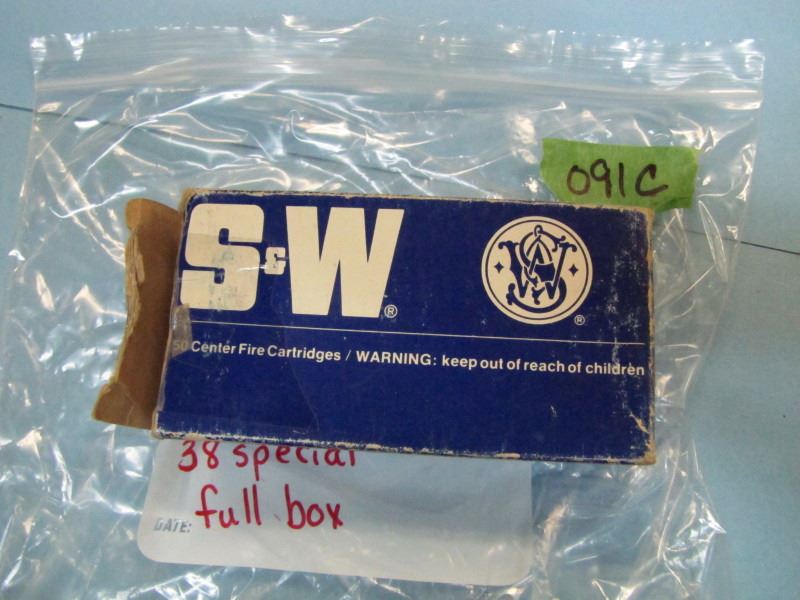 091C
S&W®
®
50 Center Fire Cartridges / WARNING: keep out of reach of children
38 special
full box
DATE: